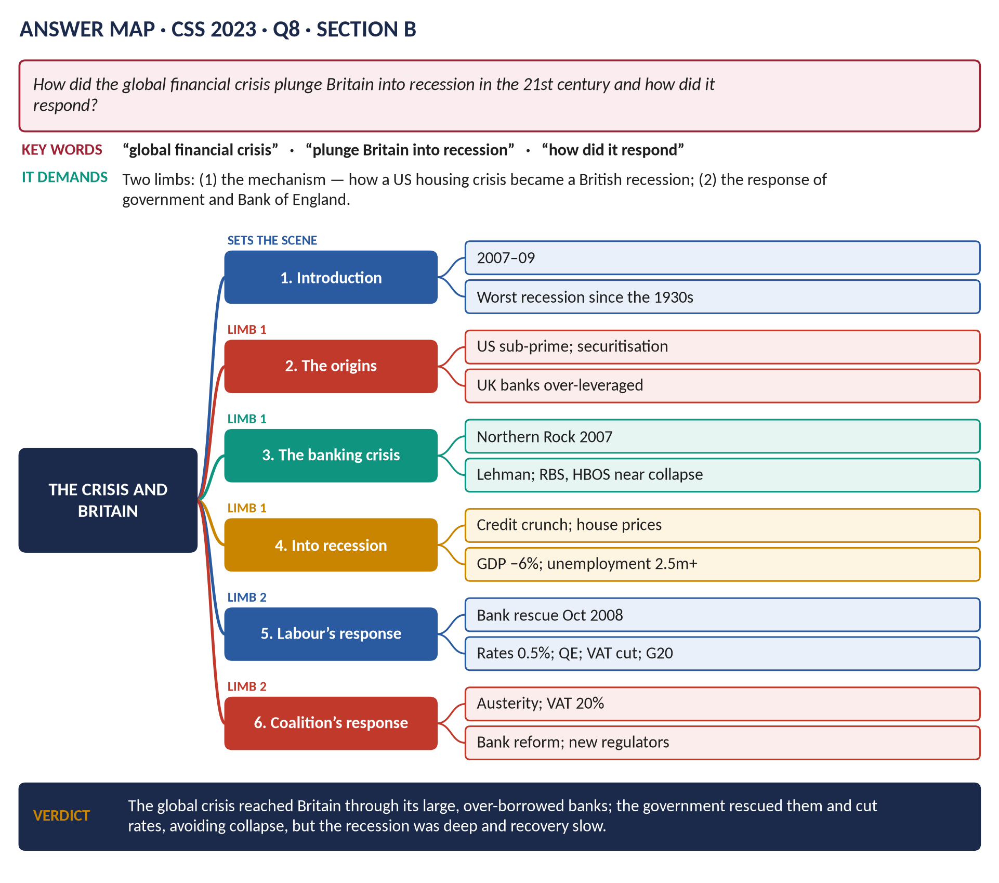 ANSWER MAP · CSS 2023 · Q8 · SECTION B
How did the global financial crisis plunge Britain into recession in the 21st century and how did it
respond?
KEY WORDS “global financial crisis” · “plunge Britain into recession” · “how did it respond”
IT DEMANDS Two limbs: (1) the mechanism — how a US housing crisis became a British recession; (2) the response of
government and Bank of England.
THE CRISIS AND
BRITAIN
SETS THE SCENE
1. Introduction
2007–09
Worst recession since the 1930s
LIMB 1
2. The origins
US sub-prime; securitisation
UK banks over-leveraged
LIMB 1
3. The banking crisis
Northern Rock 2007
Lehman; RBS, HBOS near collapse
LIMB 1
4. Into recession
Credit crunch; house prices
GDP −6%; unemployment 2.5m+
LIMB 2
5. Labour’s response
Bank rescue Oct 2008
Rates 0.5%; QE; VAT cut; G20
LIMB 2
6. Coalition’s response
Austerity; VAT 20%
Bank reform; new regulators
VERDICT
The global crisis reached Britain through its large, over-borrowed banks; the government rescued them and cut
rates, avoiding collapse, but the recession was deep and recovery slow.